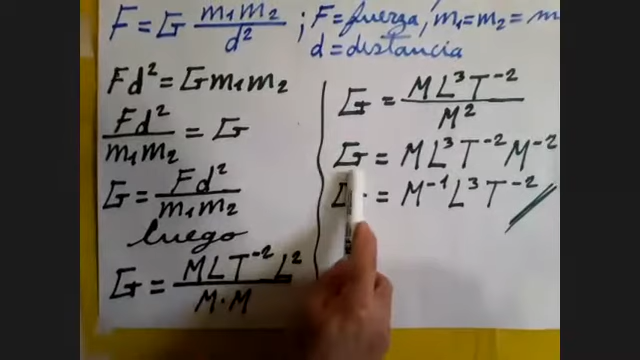 F = G m₁m₂ / d² ; F = fuerza, m₁ = m₂ = m
d = distancia
Fd² = Gm₁m₂
Fd² / m₁m₂ = G
G = Fd² / m₁m₂
luego
G = MLT⁻²L² / M·M
G = ML³T⁻² / M²
G = ML³T⁻²M⁻²
= M⁻¹L³T⁻²